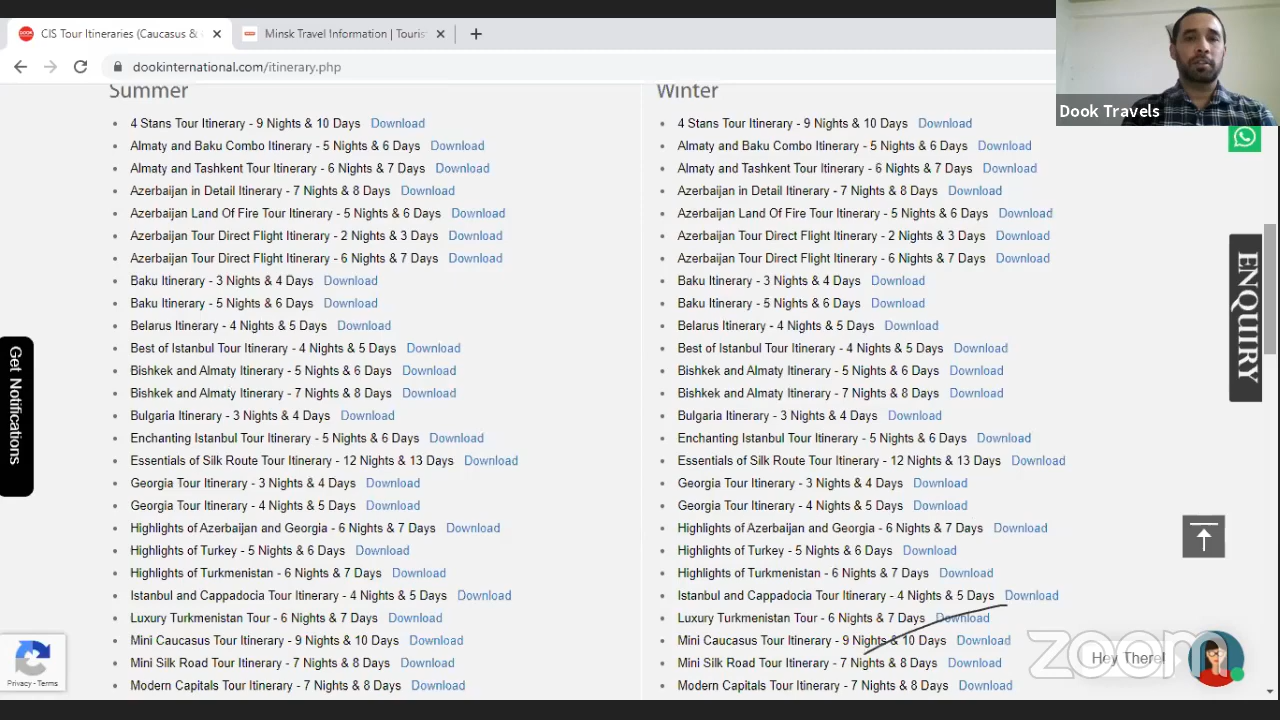 CIS Tour Itineraries (Caucasus &
Minsk Travel Information | Touris
dookinternational.com/itinerary.php
Dook Travels
Summer
4 Stans Tour Itinerary - 9 Nights & 10 Days Download
Almaty and Baku Combo Itinerary - 5 Nights & 6 Days Download
Almaty and Tashkent Tour Itinerary - 6 Nights & 7 Days Download
Azerbaijan in Detail Itinerary - 7 Nights & 8 Days Download
Azerbaijan Land Of Fire Tour Itinerary - 5 Nights & 6 Days Download
Azerbaijan Tour Direct Flight Itinerary - 2 Nights & 3 Days Download
Azerbaijan Tour Direct Flight Itinerary - 6 Nights & 7 Days Download
Baku Itinerary - 3 Nights & 4 Days Download
Baku Itinerary - 5 Nights & 6 Days Download
Belarus Itinerary - 4 Nights & 5 Days Download
Best of Istanbul Tour Itinerary - 4 Nights & 5 Days Download
Bishkek and Almaty Itinerary - 5 Nights & 6 Days Download
Bishkek and Almaty Itinerary - 7 Nights & 8 Days Download
Bulgaria Itinerary - 3 Nights & 4 Days Download
Enchanting Istanbul Tour Itinerary - 5 Nights & 6 Days Download
Essentials of Silk Route Tour Itinerary - 12 Nights & 13 Days Download
Georgia Tour Itinerary - 3 Nights & 4 Days Download
Georgia Tour Itinerary - 4 Nights & 5 Days Download
Highlights of Azerbaijan and Georgia - 6 Nights & 7 Days Download
Highlights of Turkey - 5 Nights & 6 Days Download
Highlights of Turkmenistan - 6 Nights & 7 Days Download
Istanbul and Cappadocia Tour Itinerary - 4 Nights & 5 Days Download
Luxury Turkmenistan Tour - 6 Nights & 7 Days Download
Mini Caucasus Tour Itinerary - 9 Nights & 10 Days Download
Mini Silk Road Tour Itinerary - 7 Nights & 8 Days Download
Modern Capitals Tour Itinerary - 7 Nights & 8 Days Download
Winter
4 Stans Tour Itinerary - 9 Nights & 10 Days Download
Almaty and Baku Combo Itinerary - 5 Nights & 6 Days Download
Almaty and Tashkent Tour Itinerary - 6 Nights & 7 Days Download
Azerbaijan in Detail Itinerary - 7 Nights & 8 Days Download
Azerbaijan Land Of Fire Tour Itinerary - 5 Nights & 6 Days Download
Azerbaijan Tour Direct Flight Itinerary - 2 Nights & 3 Days Download
Azerbaijan Tour Direct Flight Itinerary - 6 Nights & 7 Days Download
Baku Itinerary - 3 Nights & 4 Days Download
Baku Itinerary - 5 Nights & 6 Days Download
Belarus Itinerary - 4 Nights & 5 Days Download
Best of Istanbul Tour Itinerary - 4 Nights & 5 Days Download
Bishkek and Almaty Itinerary - 5 Nights & 6 Days Download
Bishkek and Almaty Itinerary - 7 Nights & 8 Days Download
Bulgaria Itinerary - 3 Nights & 4 Days Download
Enchanting Istanbul Tour Itinerary - 5 Nights & 6 Days Download
Essentials of Silk Route Tour Itinerary - 12 Nights & 13 Days Download
Georgia Tour Itinerary - 3 Nights & 4 Days Download
Georgia Tour Itinerary - 4 Nights & 5 Days Download
Highlights of Azerbaijan and Georgia - 6 Nights & 7 Days Download
Highlights of Turkey - 5 Nights & 6 Days Download
Highlights of Turkmenistan - 6 Nights & 7 Days Download
Istanbul and Cappadocia Tour Itinerary - 4 Nights & 5 Days Download
Luxury Turkmenistan Tour - 6 Nights & 7 Days Download
Mini Caucasus Tour Itinerary - 9 Nights & 10 Days Download
Mini Silk Road Tour Itinerary - 7 Nights & 8 Days Download
Modern Capitals Tour Itinerary - 7 Nights & 8 Days Download
Get Notifications
ENQUIRY
Privacy - Terms
Hey There!
zoom